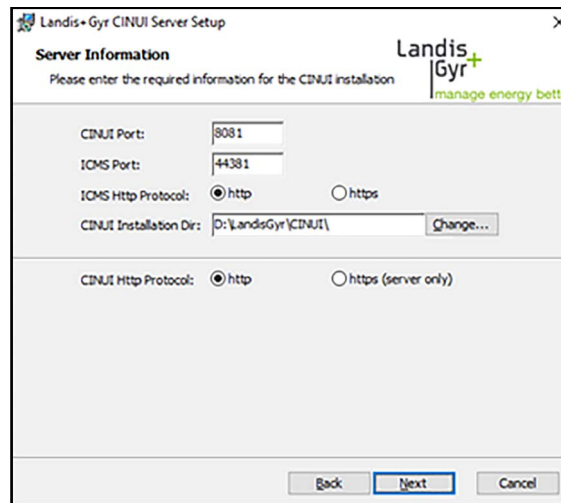 Landis+Gyr CINUI Server Setup
Server Information
Please enter the required information for the CINUI installation
Landis
Gyr+
manage energy bett
CINUI Port: 8081
ICMS Port: 44381
ICMS Http Protocol: http https
CINUI Installation Dir: D:\LandisGyr\CINUI\ Change...
CINUI Http Protocol: http https (server only)
Back Next Cancel